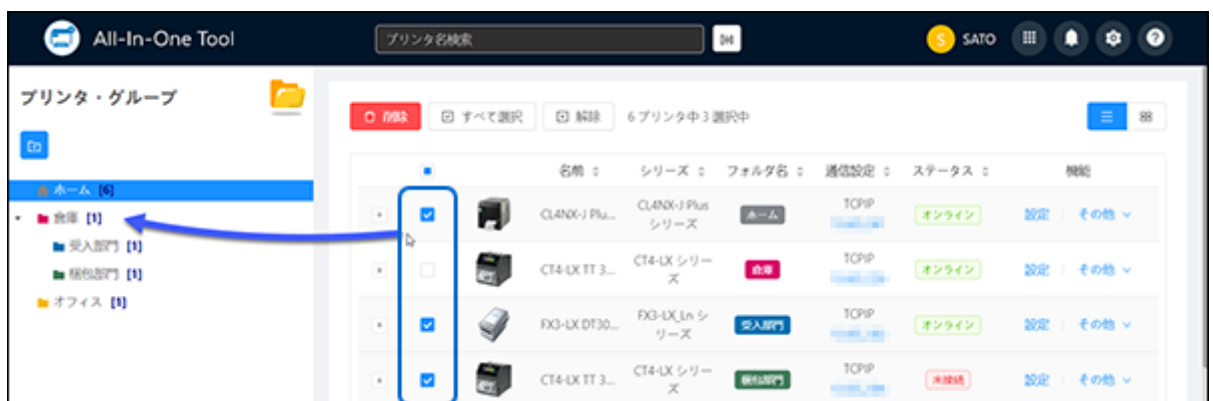 All-In-One Tool
プリンタ名検索
S SATO
プリンタ・グループ
削除 すべて選択 解除 6プリンタ中3選択中
名前 シリーズ フォルダ名 通信設定 ステータス 機能
ホーム [6]
倉庫 [1]
受入部門 [1]
梱包部門 [1]
オフィス [1]
CL4NX-J Plu... CL4NX-J Plus シリーズ ホーム TCPIP オンライン 設定 その他
CT4-LX TT 3... CT4-LX シリーズ 倉庫 TCPIP オンライン 設定 その他
FX3-LX DT30... FX3-LX_Ln シリーズ 受入部門 TCPIP オンライン 設定 その他
CT4-LX TT 3... CT4-LX シリーズ 梱包部門 TCPIP 未接続 設定 その他